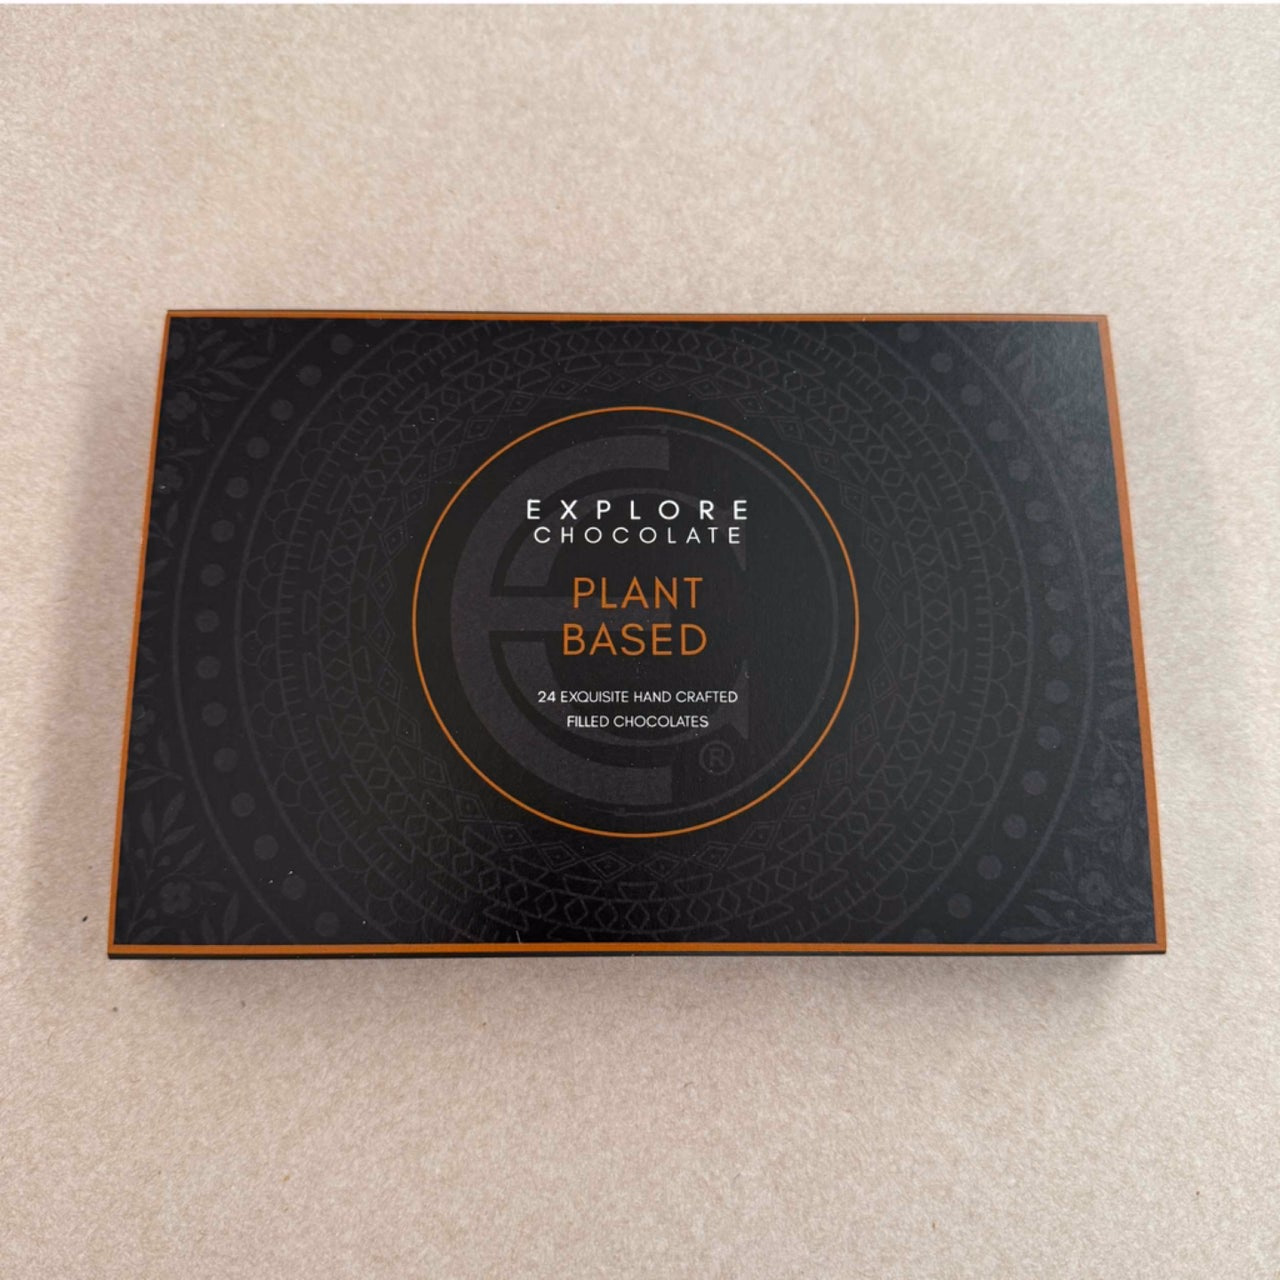 EXPLORE
CHOCOLATE
PLANT
BASED
24 EXQUISITE HAND CRAFTED
FILLED CHOCOLATES
®